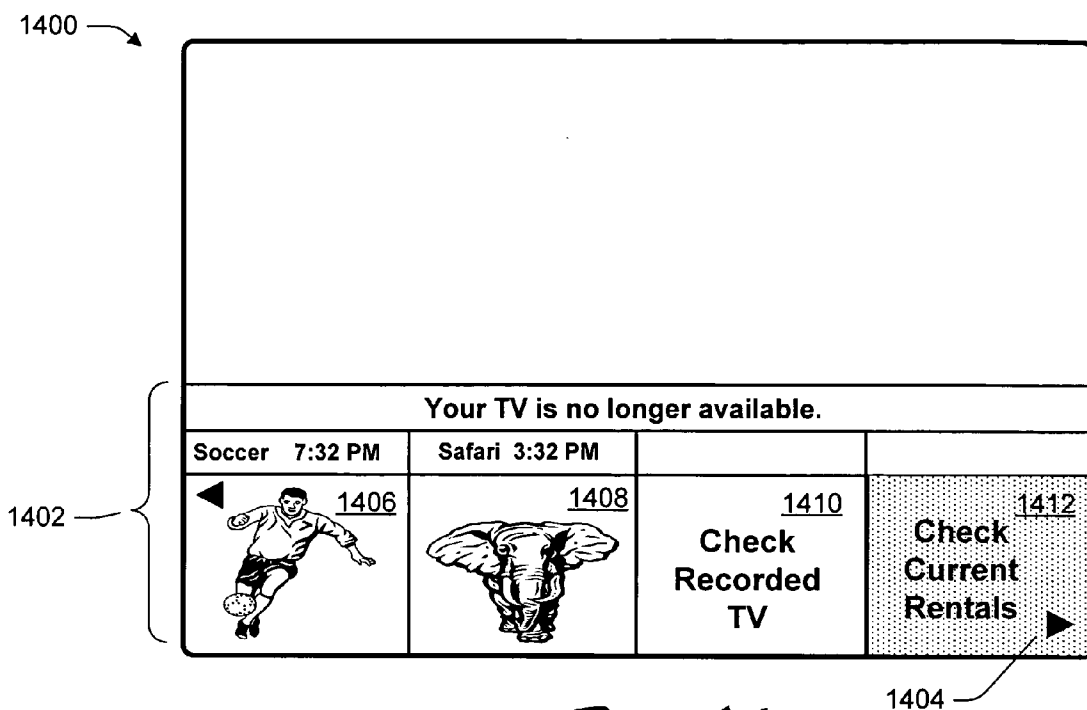 1400
Your TV is no longer available.
Soccer 7:32 PM
Safari 3:32 PM
1402
1406
1408
1410
Check
Recorded
TV
1412
Check
Current
Rentals
1404